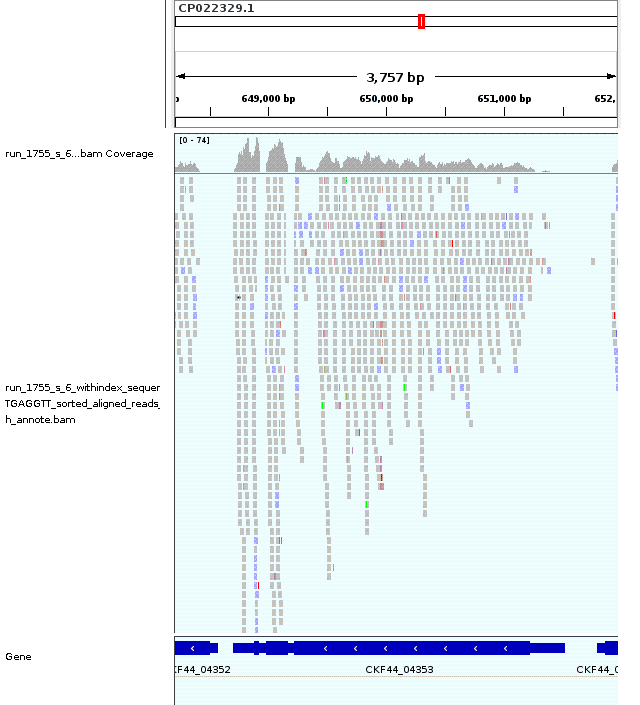 CP022329.1
3,757 bp
649,000 bp 650,000 bp 651,000 bp 652,
run_1755_s_6...bam Coverage
[0 - 74]
run_1755_s_6_withindex_sequer
TGAGGTT_sorted_aligned_reads_
h_annote.bam
Gene
CKF44_04352 CKF44_04353 CKF44_0